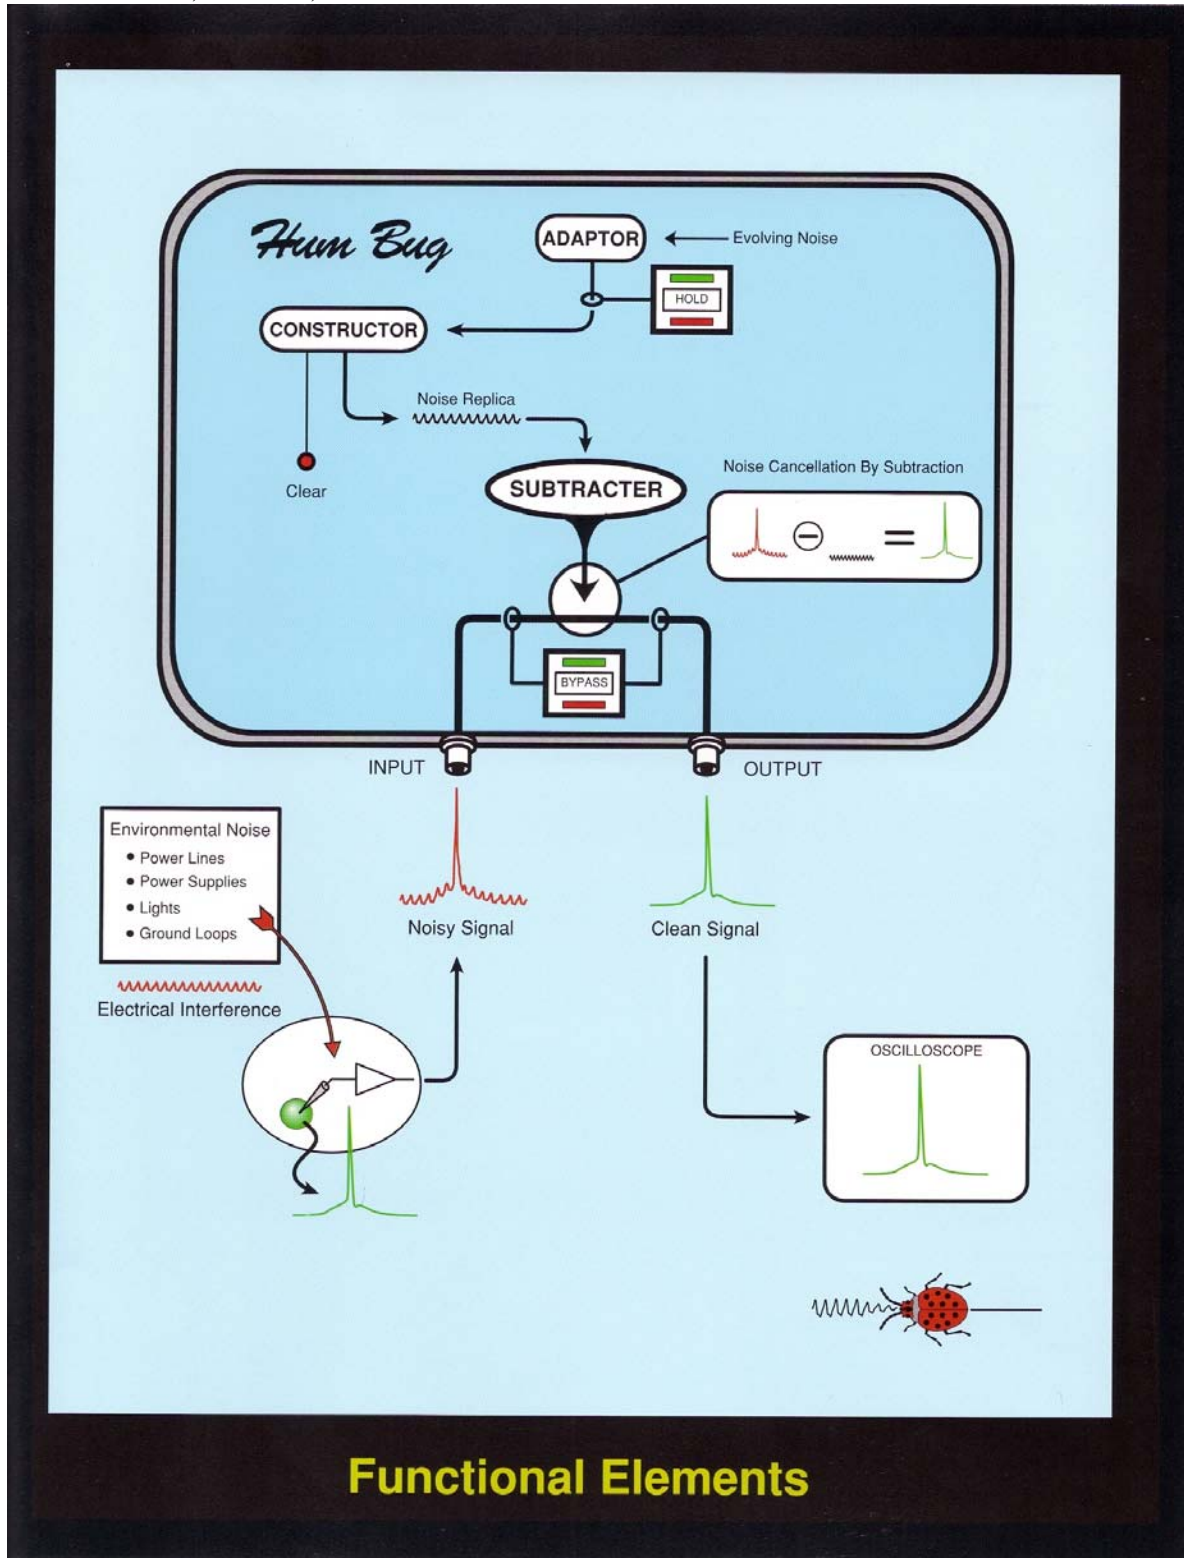 Hum Bug
ADAPTOR
Evolving Noise
HOLD
CONSTRUCTOR
Noise Replica
Clear
SUBTRACTER
Noise Cancellation By Subtraction
BYPASS
INPUT
OUTPUT
Environmental Noise
• Power Lines
• Power Supplies
• Lights
• Ground Loops
Noisy Signal
Clean Signal
Electrical Interference
OSCILLOSCOPE
Functional Elements